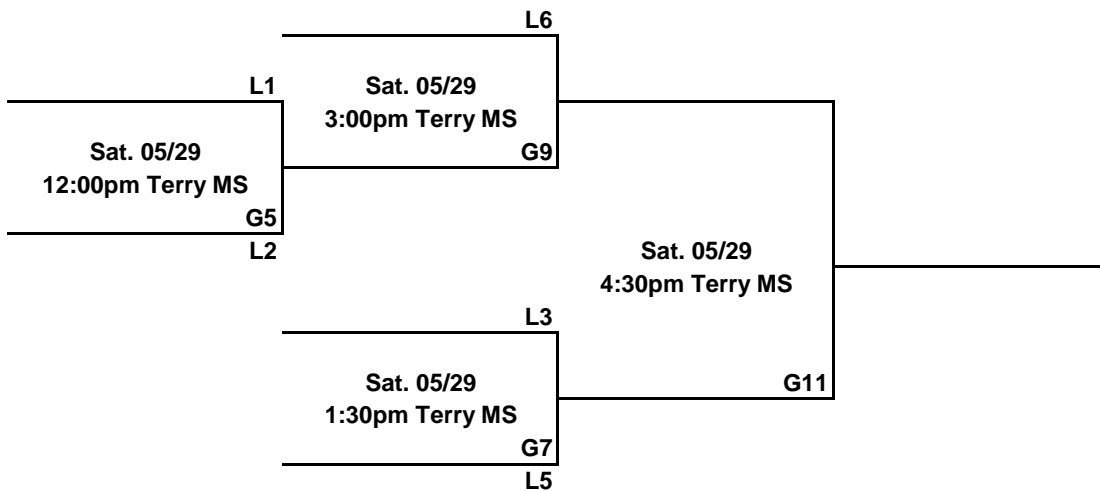 L6
L1
Sat. 05/29
3:00pm Terry MS
G9
Sat. 05/29
12:00pm Terry MS
G5
L2
Sat. 05/29
4:30pm Terry MS
L3
Sat. 05/29
1:30pm Terry MS
G11
G7
L5